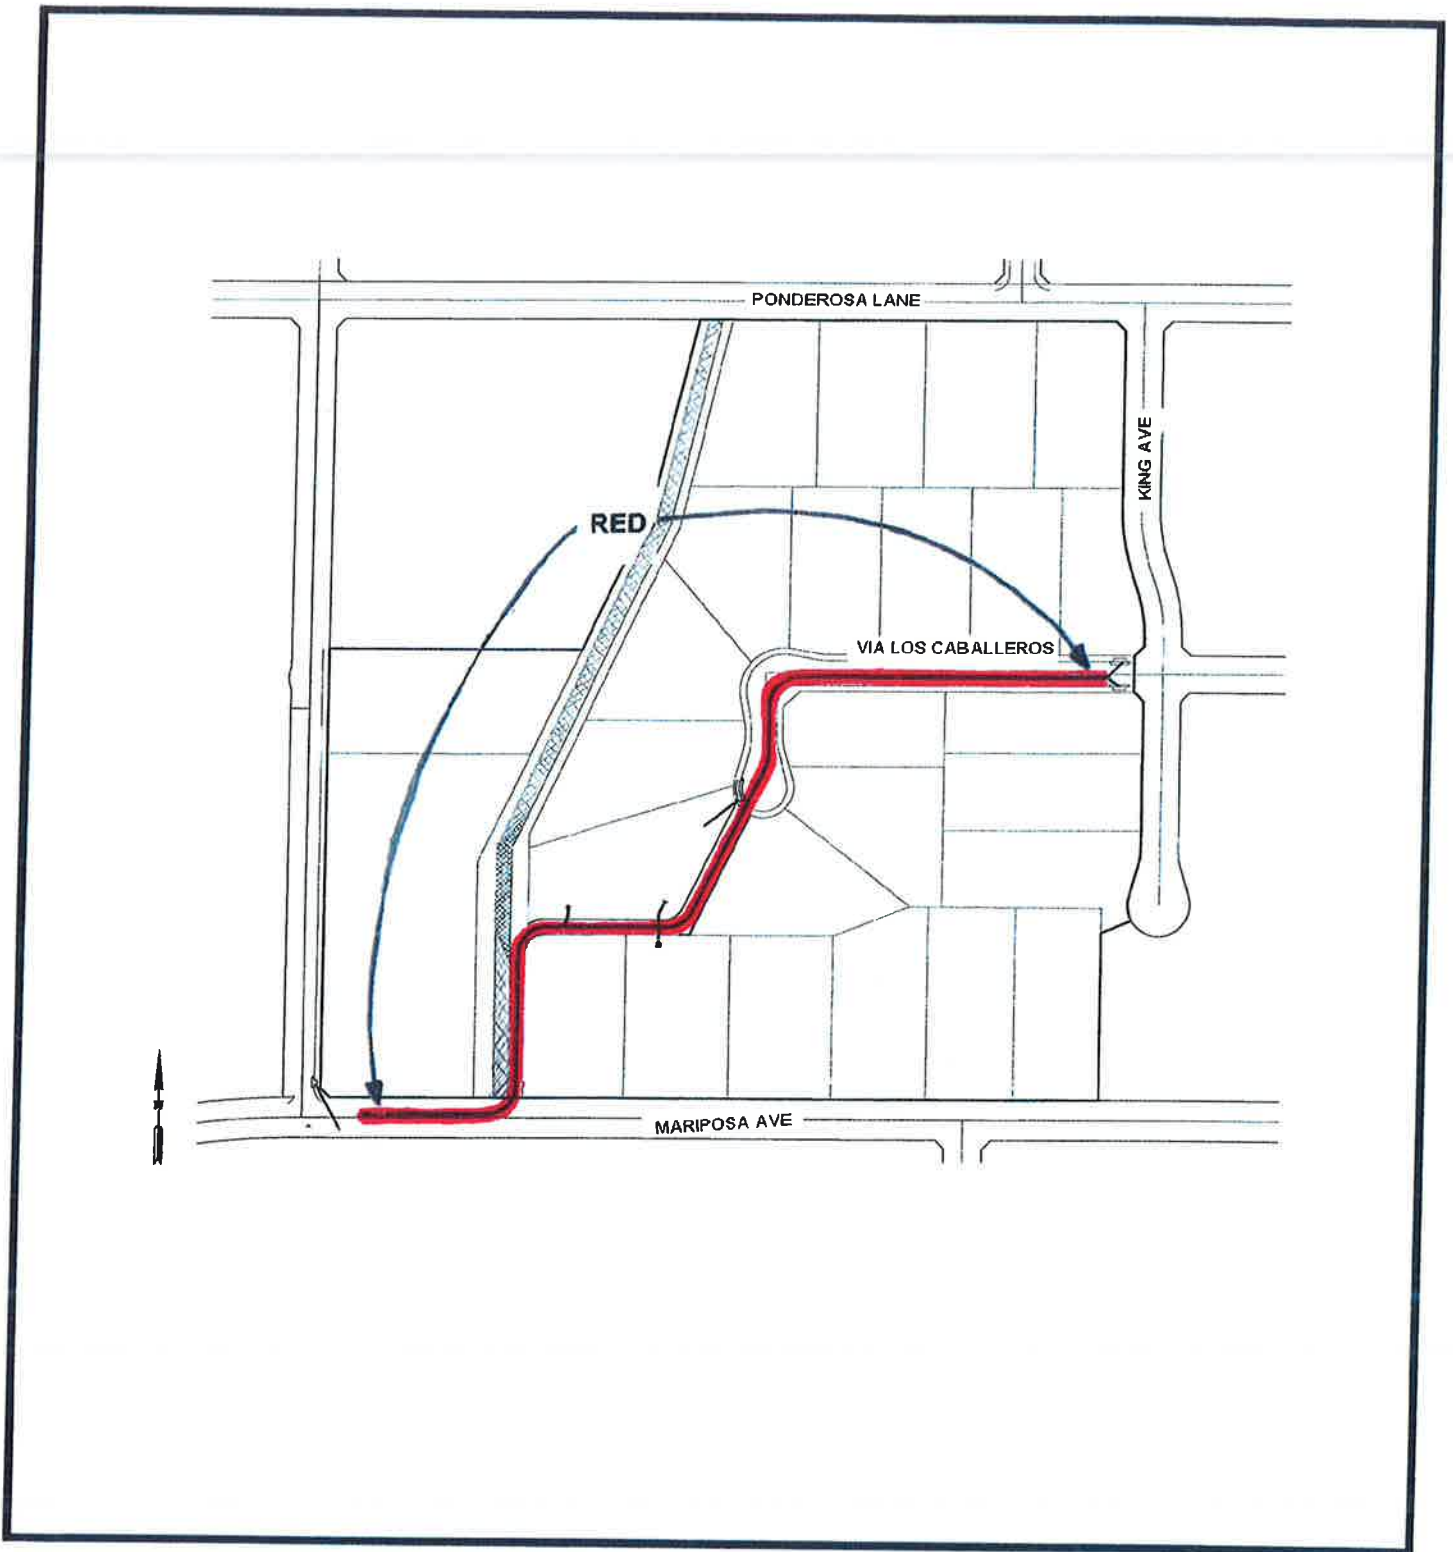 PONDEROSA LANE
KING AVE
RED
VIA LOS CABALLEROS
MARIPOSA AVE